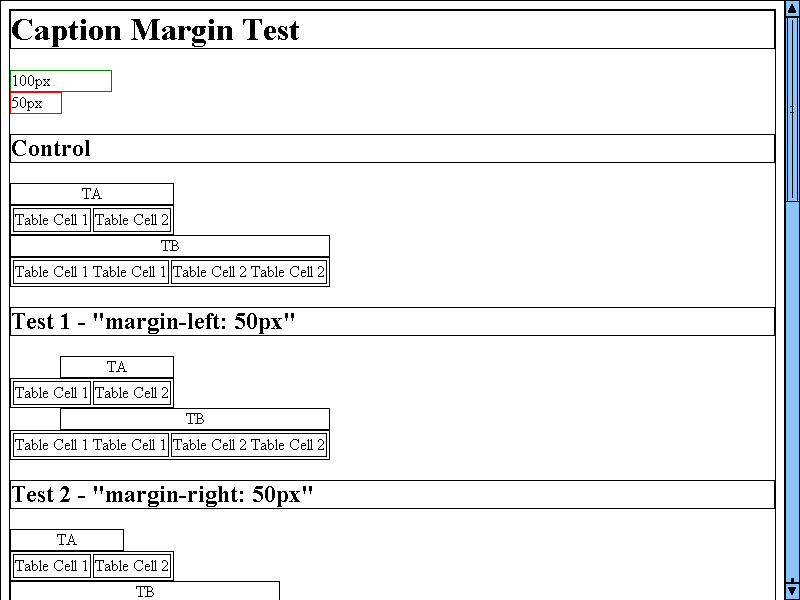 Caption Margin Test
100px
50px
Control
TA
Table Cell 1 Table Cell 2
TB
Table Cell 1 Table Cell 1 Table Cell 2 Table Cell 2
Test 1 - "margin-left: 50px"
TA
Table Cell 1 Table Cell 2
TB
Table Cell 1 Table Cell 1 Table Cell 2 Table Cell 2
Test 2 - "margin-right: 50px"
TA
Table Cell 1 Table Cell 2
TB